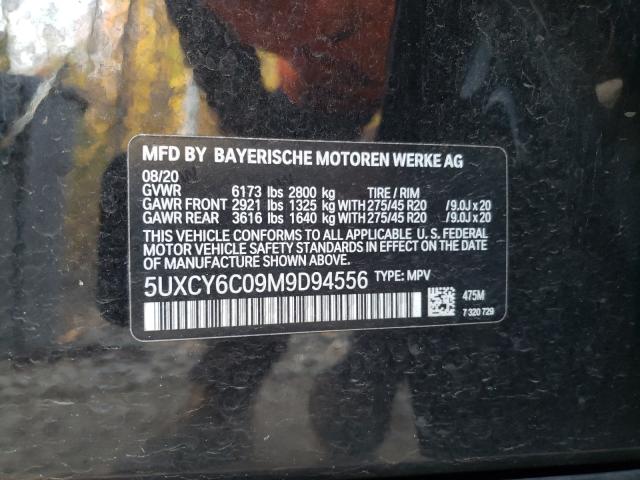 MFD BY BAYERISCHE MOTOREN WERKE AG
08/20
GVWR 6173 lbs 2800 kg TIRE / RIM
GAWR FRONT 2921 lbs 1325 kg WITH 275/45 R20 /9.0J x 20
GAWR REAR 3616 lbs 1640 kg WITH 275/45 R20 /9.0J x 20
THIS VEHICLE CONFORMS TO ALL APPLICABLE U. S. FEDERAL
MOTOR VEHICLE SAFETY STANDARDS IN EFFECT ON THE DATE
OF MANUFACTURE SHOWN ABOVE.
5UXCY6C09M9D94556 TYPE: MPV
475M
7 320 729